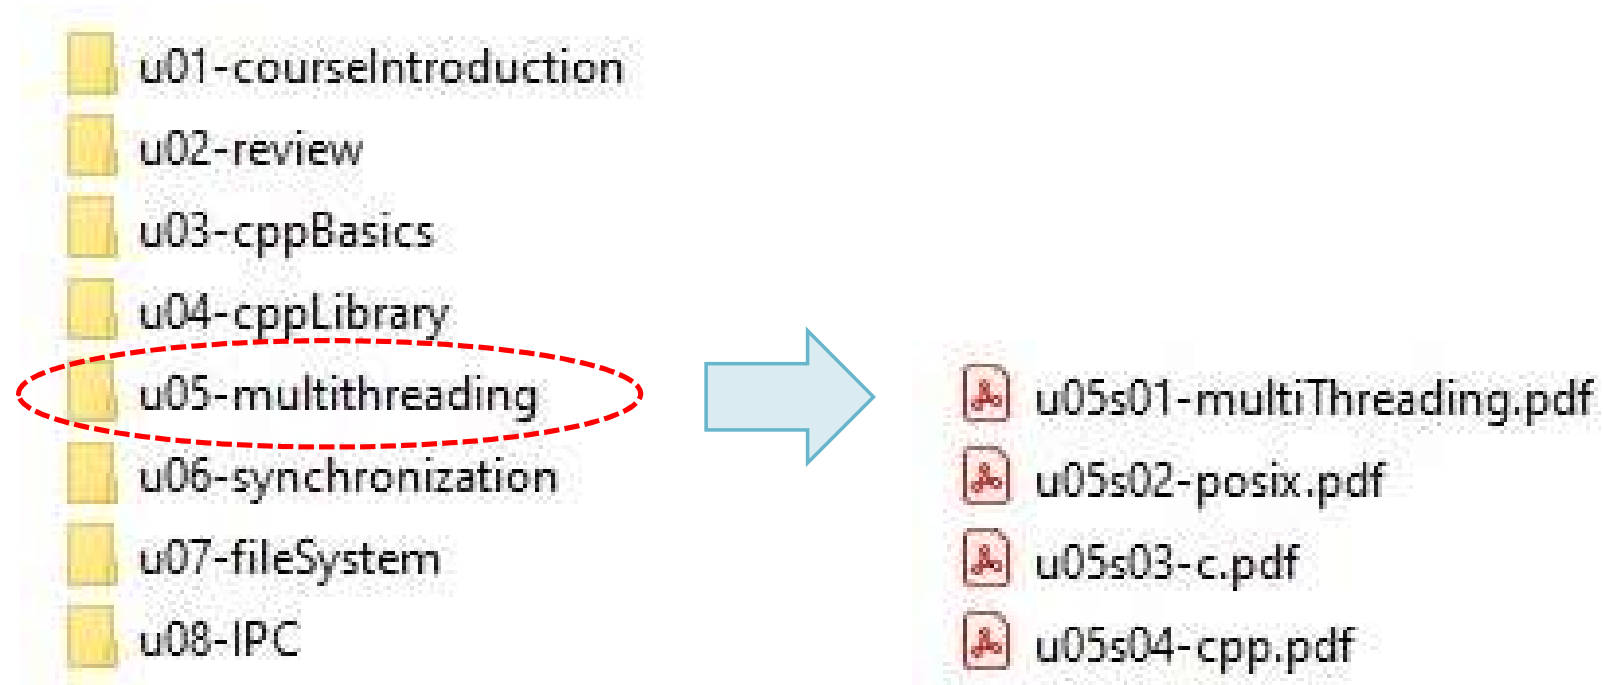 u01-courseIntroduction
u02-review
u03-cppBasics
u04-cppLibrary
u05-multithreading
u06-synchronization
u07-fileSystem
u08-IPC
u05s01-multiThreading.pdf
u05s02-posix.pdf
u05s03-c.pdf
u05s04-cpp.pdf